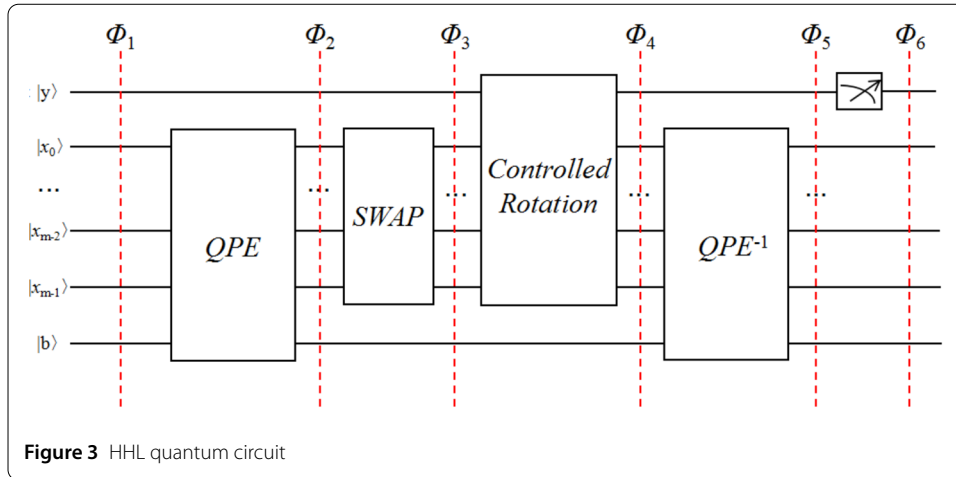 Φ₁ Φ₂ Φ₃ Φ₄ Φ₅ Φ₆
: |y⟩
|x₀⟩
...
|xₘ₋₂⟩
|xₘ₋₁⟩
|b⟩
QPE
...
SWAP
...
Controlled
Rotation
...
QPE⁻¹
...
Figure 3 HHL quantum circuit